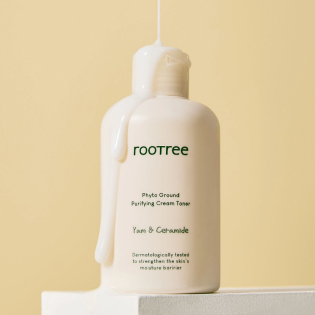 rooTree
Phyto Ground
Purifying Cream Toner
Yam & Ceramide
Dermatologically tested
to strengthen the skin's
moisture barrier